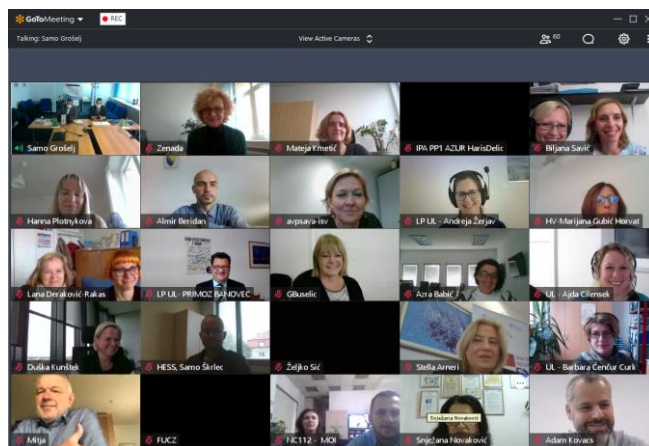 GoToMeeting
REC
Talking: Samo Grošelj
View Active Cameras
60
Samo Grošelj
Zenada
Mateja Kmetič
IPA PP1 AZUR HarisDelic
Biljana Savić
Hanna Plotnykova
Almir Beridan
avpsava-isv
LP UL - Andreja Žerjav
HV-Marijana Gubić Horvat
Lana Deraković-Rakas
LP UL- PRIMOZ BANOVEC
GBuselic
Azra Babić
UL - Ajda Cilensek
Duška Kunštek
HESS, Samo Škrlec
Željko Sić
Stella Arneri
UL - Barbara Čenčur Curk
Mitja
FUCZ
NC112 - MOI
Snježana Novaković
Snježana Novaković
Adam Kovacs